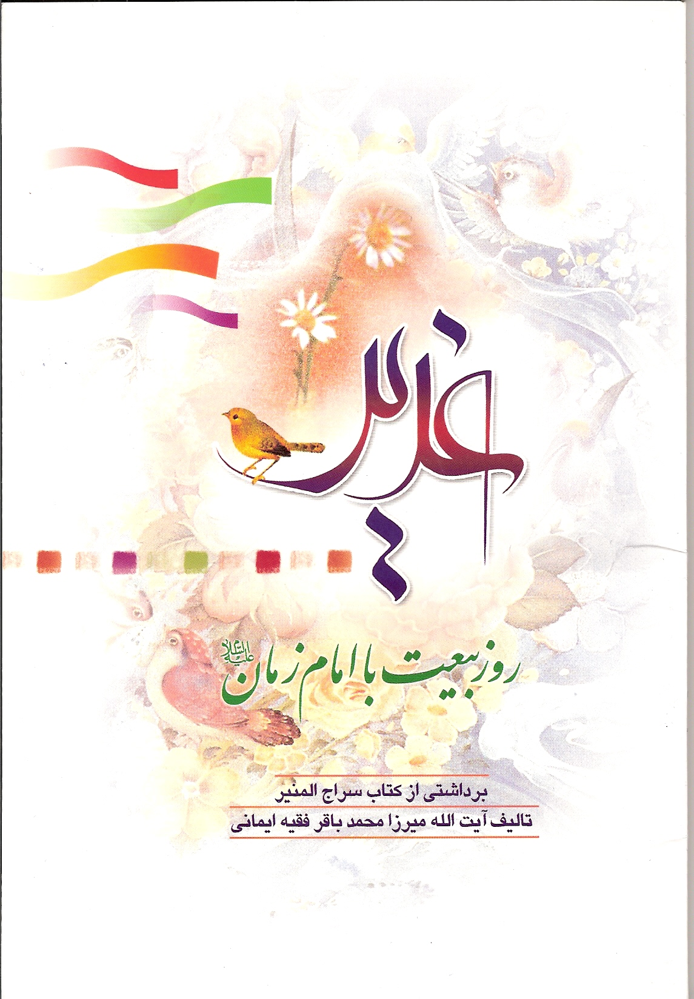 غدیر
روز بیعت با امام زمان علیه السلام
برداشتی از کتاب سراج المنیر
تالیف آیت الله میرزا محمد باقر فقیه ایمانی